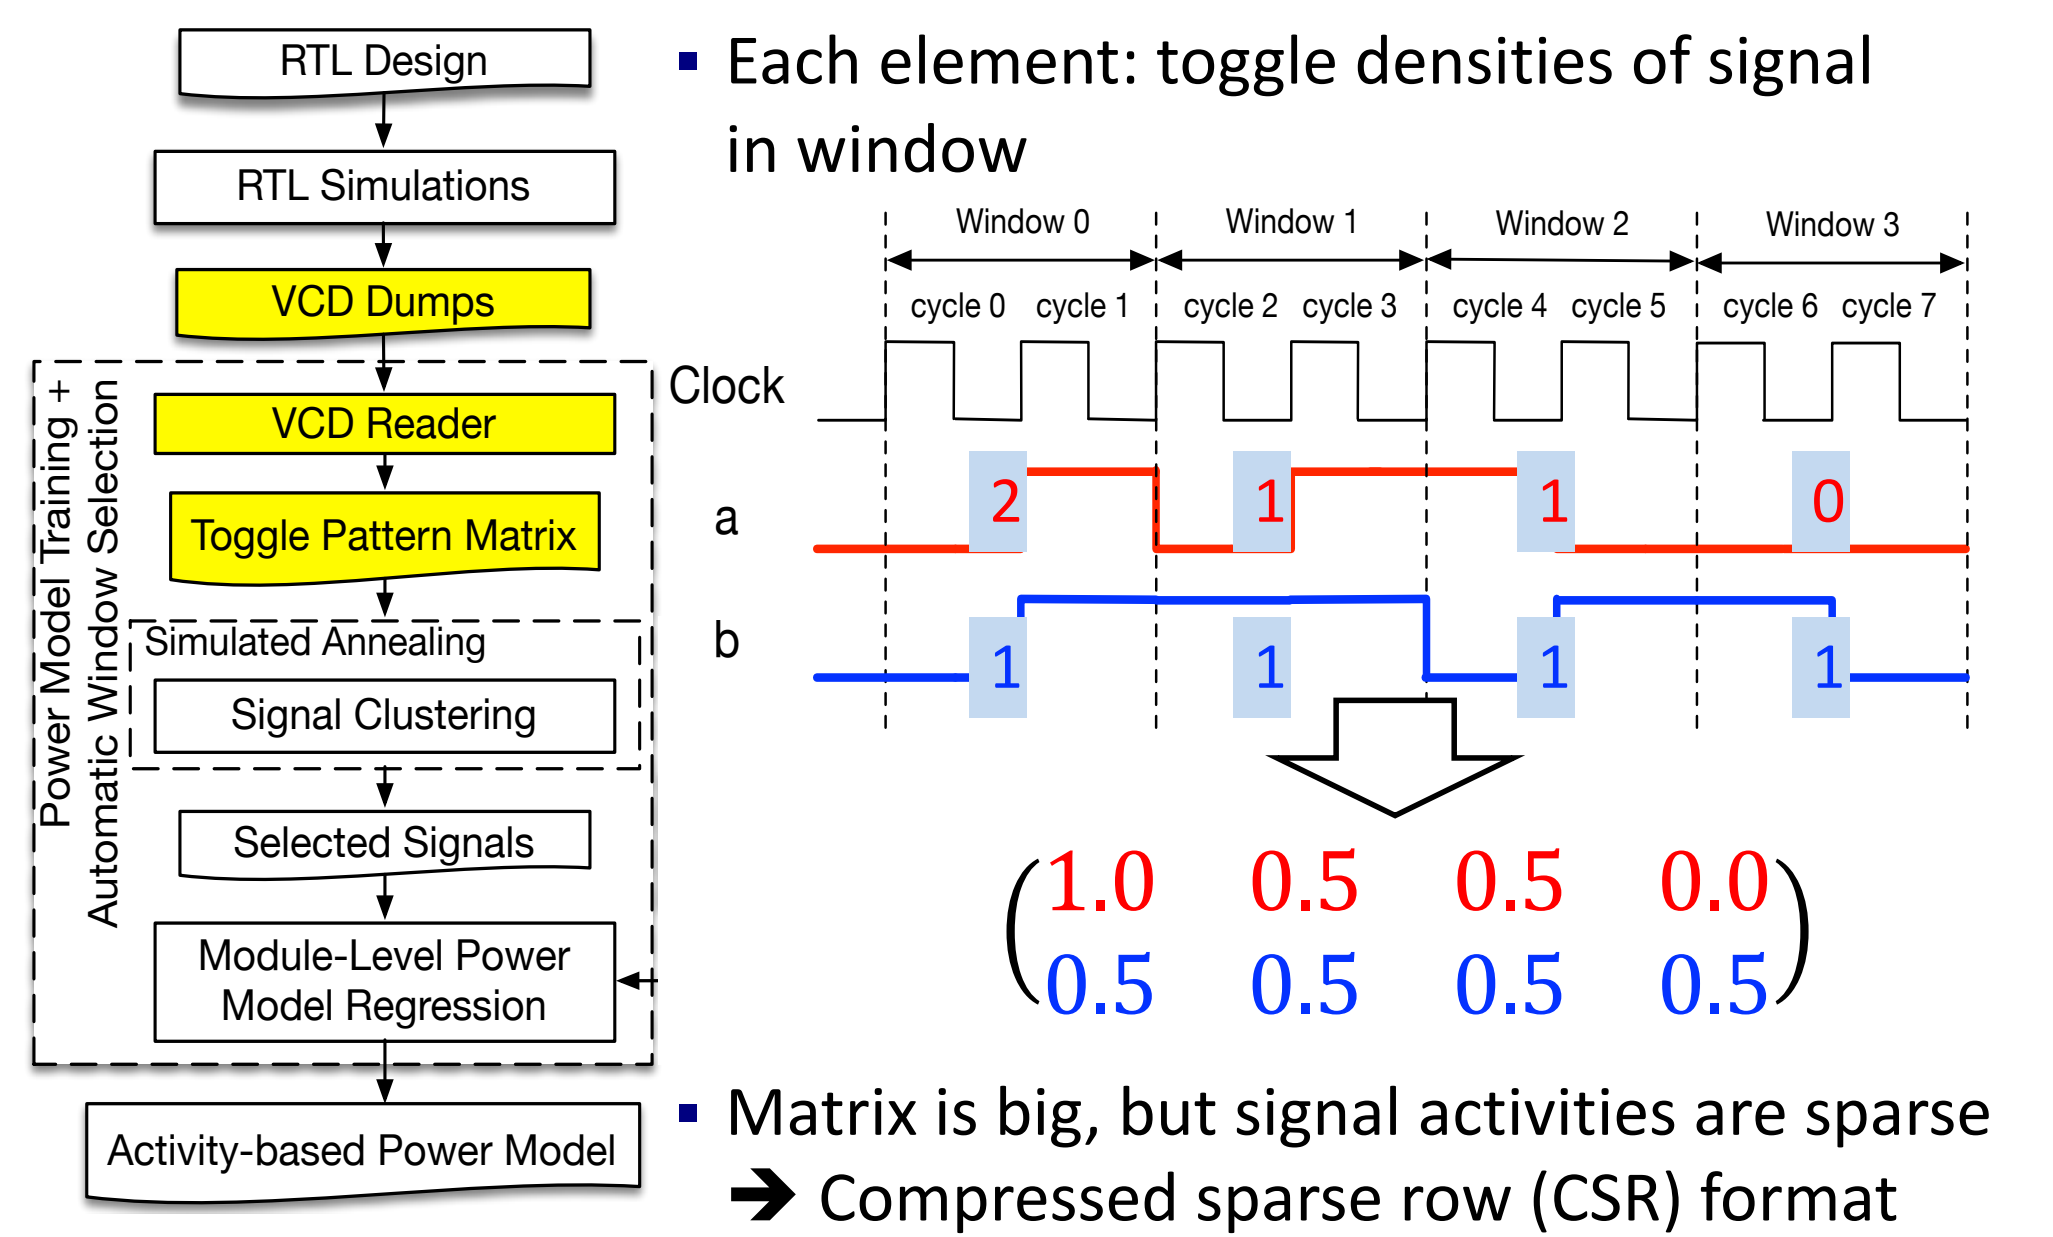 RTL Design
RTL Simulations
VCD Dumps
Power Model Training +
Automatic Window Selection
VCD Reader
Toggle Pattern Matrix
Simulated Annealing
Signal Clustering
Selected Signals
Module-Level Power
Model Regression
Activity-based Power Model
▪ Each element: toggle densities of signal
in window
Window 0 Window 1 Window 2 Window 3
cycle 0 cycle 1 cycle 2 cycle 3 cycle 4 cycle 5 cycle 6 cycle 7
Clock
a 2 1 1 0
b 1 1 1 1
1.0 0.5 0.5 0.0
0.5 0.5 0.5 0.5
▪ Matrix is big, but signal activities are sparse
➔ Compressed sparse row (CSR) format